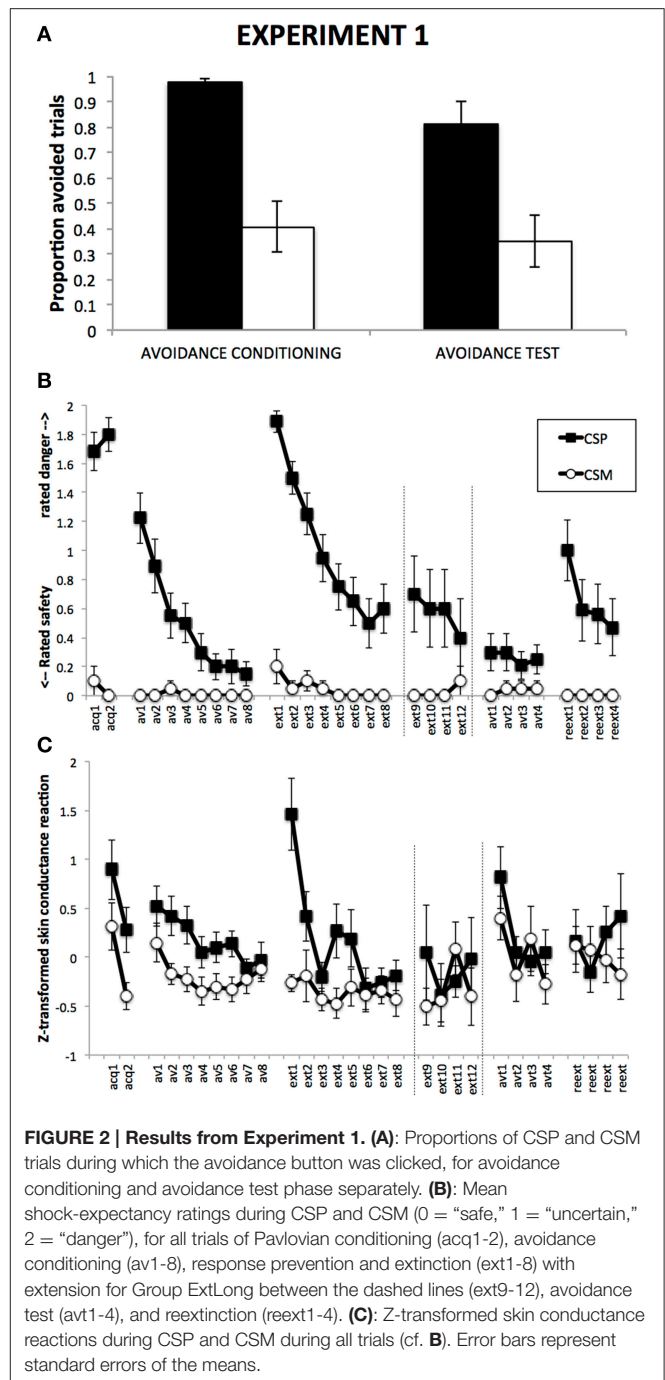 A
EXPERIMENT 1
Proportion avoided trials
1
0.9
0.8
0.7
0.6
0.5
0.4
0.3
0.2
0.1
0
AVOIDANCE CONDITIONING AVOIDANCE TEST
B
<-- Rated safety rated danger -->
2
1.8
1.6
1.4
1.2
1
0.8
0.6
0.4
0.2
0
CSP
CSM
acq1 acq2 av1 av2 av3 av4 av5 av6 av7 av8 ext1 ext2 ext3 ext4 ext5 ext6 ext7 ext8 ext9 ext10 ext11 ext12 avt1 avt2 avt3 avt4 reext1 reext2 reext3 reext4
C
Z-transformed skin conductance reaction
2
1.5
1
0.5
0
-0.5
-1
acq1 acq2 av1 av2 av3 av4 av5 av6 av7 av8 ext1 ext2 ext3 ext4 ext5 ext6 ext7 ext8 ext9 ext10 ext11 ext12 avt1 avt2 avt3 avt4 reext reext reext reext
FIGURE 2 | Results from Experiment 1. (A): Proportions of CSP and CSM
trials during which the avoidance button was clicked, for avoidance
conditioning and avoidance test phase separately. (B): Mean
shock-expectancy ratings during CSP and CSM (0 = “safe,” 1 = “uncertain,”
2 = “danger”), for all trials of Pavlovian conditioning (acq1-2), avoidance
conditioning (av1-8), response prevention and extinction (ext1-8) with
extension for Group ExtLong between the dashed lines (ext9-12), avoidance
test (avt1-4), and reextinction (reext1-4). (C): Z-transformed skin conductance
reactions during CSP and CSM during all trials (cf. B). Error bars represent
standard errors of the means.